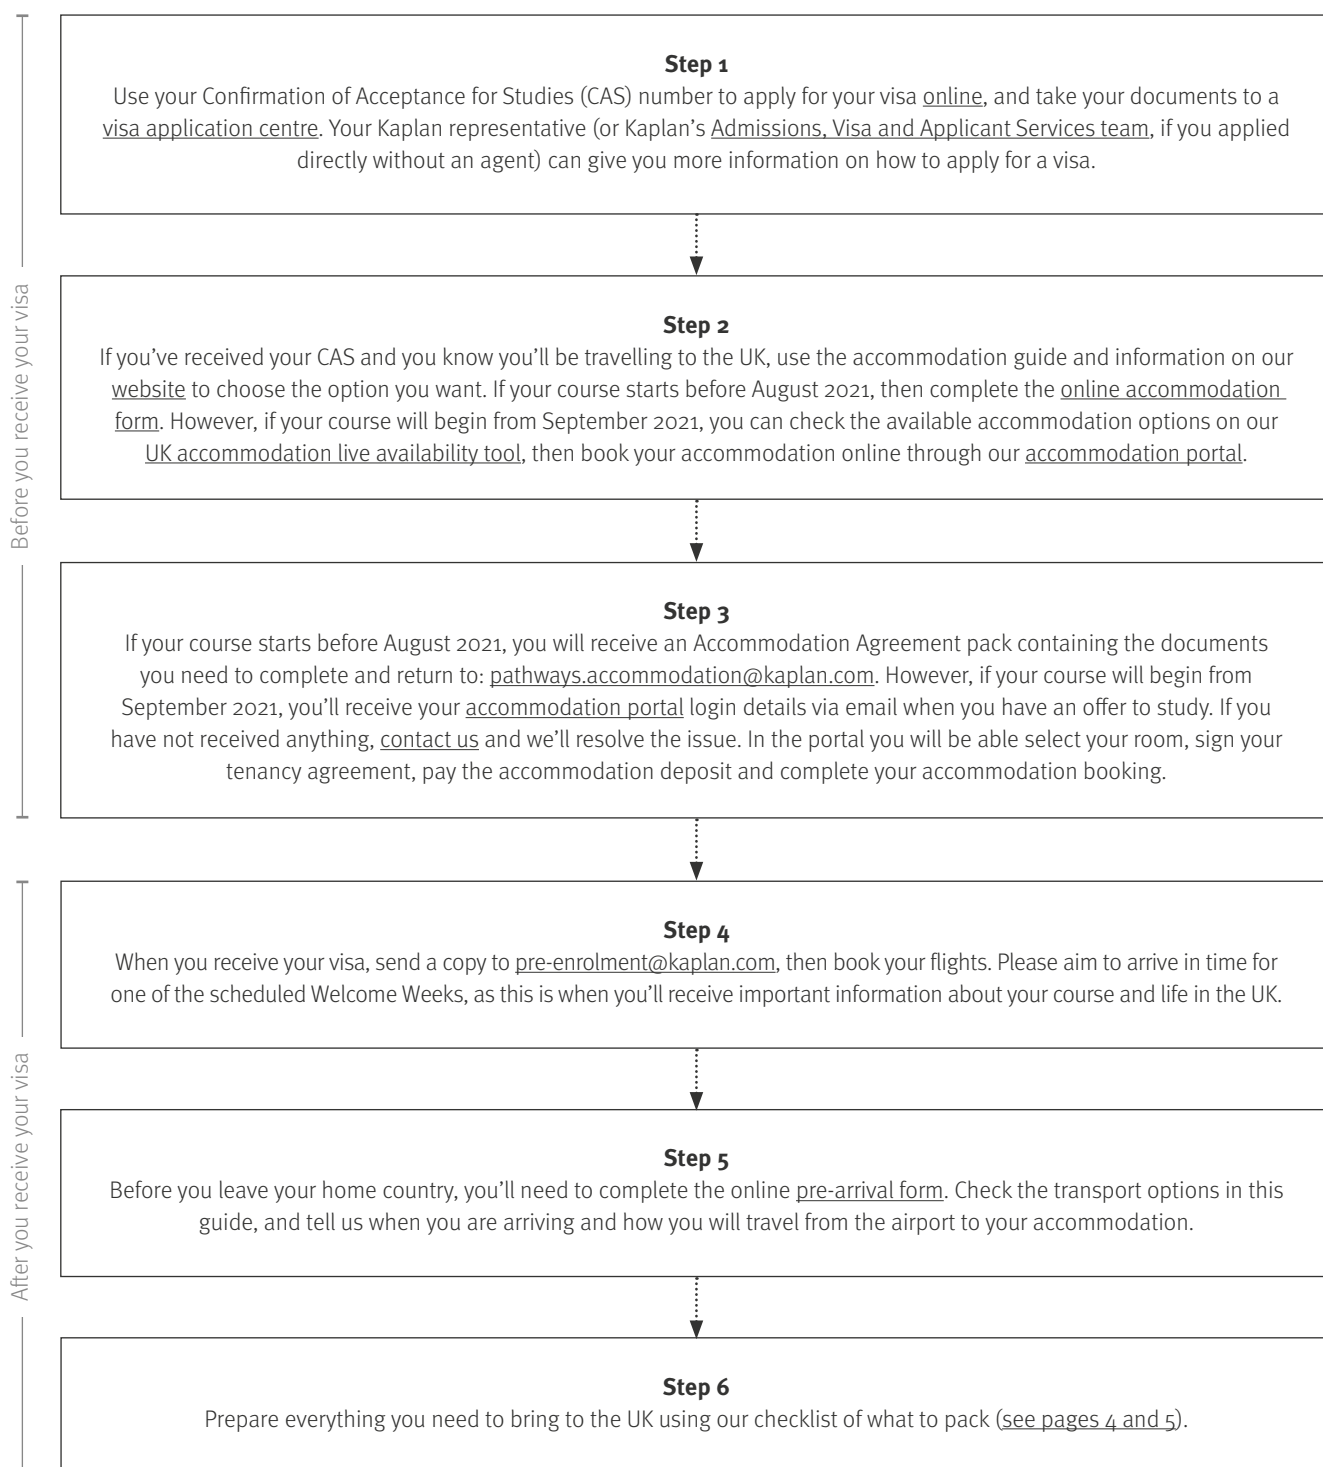 Before you receive your visa
Step 1
Use your Confirmation of Acceptance for Studies (CAS) number to apply for your visa online, and take your documents to a
visa application centre. Your Kaplan representative (or Kaplan’s Admissions, Visa and Applicant Services team, if you applied
directly without an agent) can give you more information on how to apply for a visa.
Step 2
If you’ve received your CAS and you know you’ll be travelling to the UK, use the accommodation guide and information on our
website to choose the option you want. If your course starts before August 2021, then complete the online accommodation
form. However, if your course will begin from September 2021, you can check the available accommodation options on our
UK accommodation live availability tool, then book your accommodation online through our accommodation portal.
Step 3
If your course starts before August 2021, you will receive an Accommodation Agreement pack containing the documents
you need to complete and return to: pathways.accommodation@kaplan.com. However, if your course will begin from
September 2021, you’ll receive your accommodation portal login details via email when you have an offer to study. If you
have not received anything, contact us and we’ll resolve the issue. In the portal you will be able select your room, sign your
tenancy agreement, pay the accommodation deposit and complete your accommodation booking.
After you receive your visa
Step 4
When you receive your visa, send a copy to pre-enrolment@kaplan.com, then book your flights. Please aim to arrive in time for
one of the scheduled Welcome Weeks, as this is when you’ll receive important information about your course and life in the UK.
Step 5
Before you leave your home country, you’ll need to complete the online pre-arrival form. Check the transport options in this
guide, and tell us when you are arriving and how you will travel from the airport to your accommodation.
Step 6
Prepare everything you need to bring to the UK using our checklist of what to pack (see pages 4 and 5).